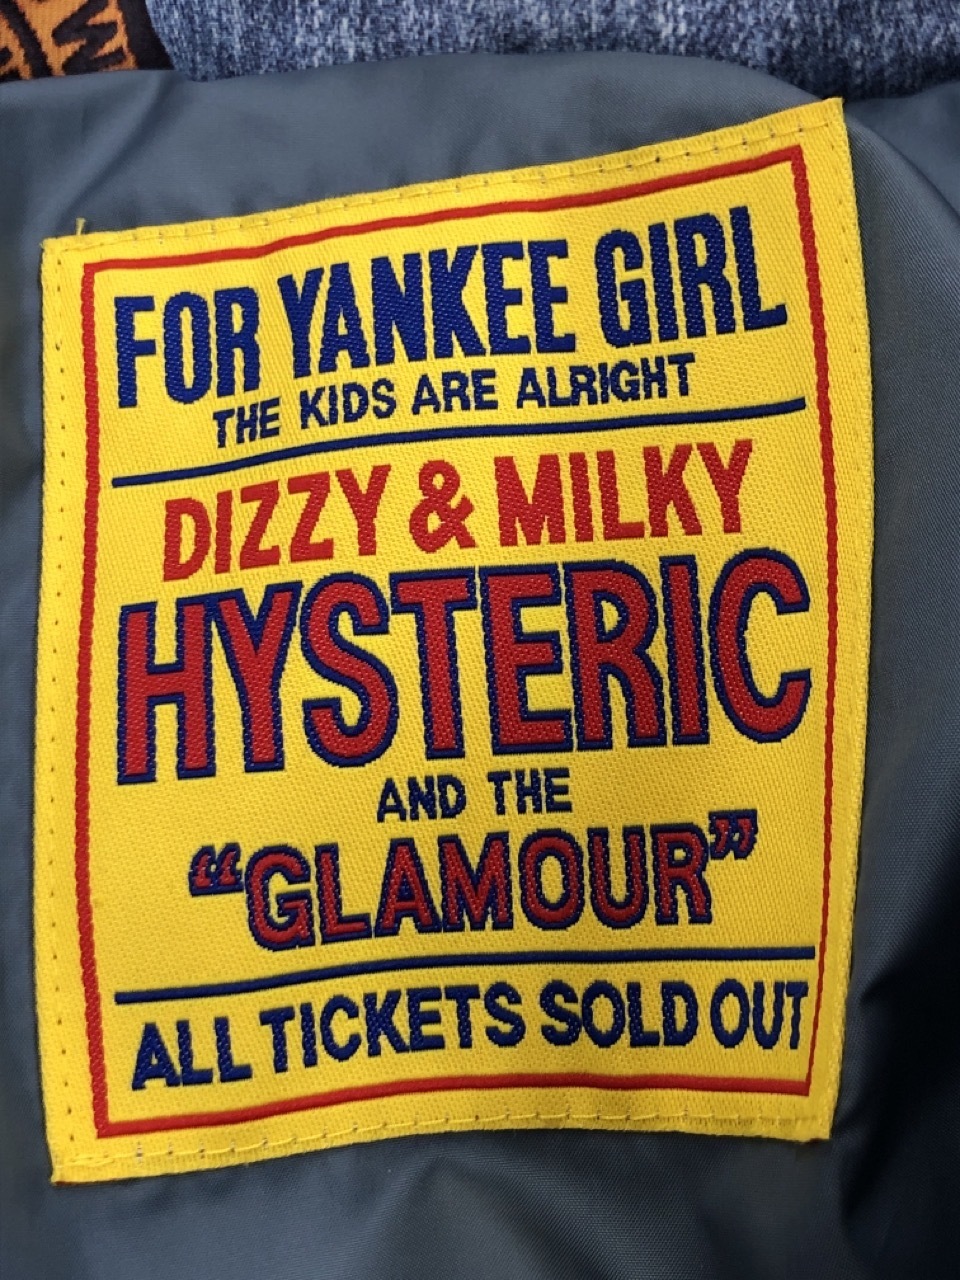 FOR YANKEE GIRL
THE KIDS ARE ALRIGHT
DIZZY & MILKY
HYSTERIC
AND THE
“GLAMOUR”
ALL TICKETS SOLD OUT